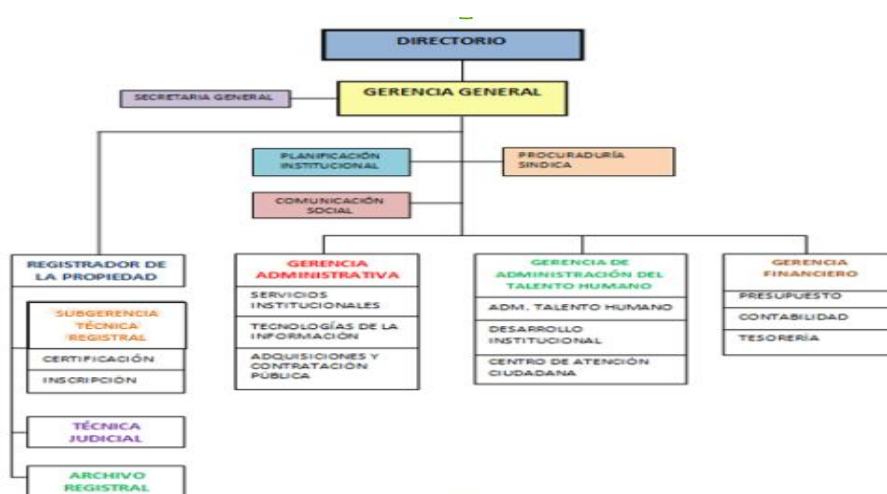 DIRECTORIO
GERENCIA GENERAL
SECRETARIA GENERAL
PLANIFICACIÓN
INSTITUCIONAL
PROCURADURÍA
SINDICA
COMUNICACIÓN
SOCIAL
REGISTRADOR DE
LA PROPIEDAD
SUBGERENCIA
TÉCNICA
REGISTRAL
CERTIFICACIÓN
INSCRIPCIÓN
TÉCNICA
JUDICIAL
ARCHIVO
REGISTRAL
GERENCIA
ADMINISTRATIVA
SERVICIOS
INSTITUCIONALES
TECNOLOGÍAS DE LA
INFORMACIÓN
ADQUISICIONES Y
CONTRATACIÓN
PÚBLICA
GERENCIA DE
ADMINISTRACIÓN DEL
TALENTO HUMANO
ADM. TALENTO HUMANO
DESARROLLO
INSTITUCIONAL
CENTRO DE ATENCIÓN
CIUDADANA
GERENCIA
FINANCIERO
PRESUPUESTO
CONTABILIDAD
TESORERÍA